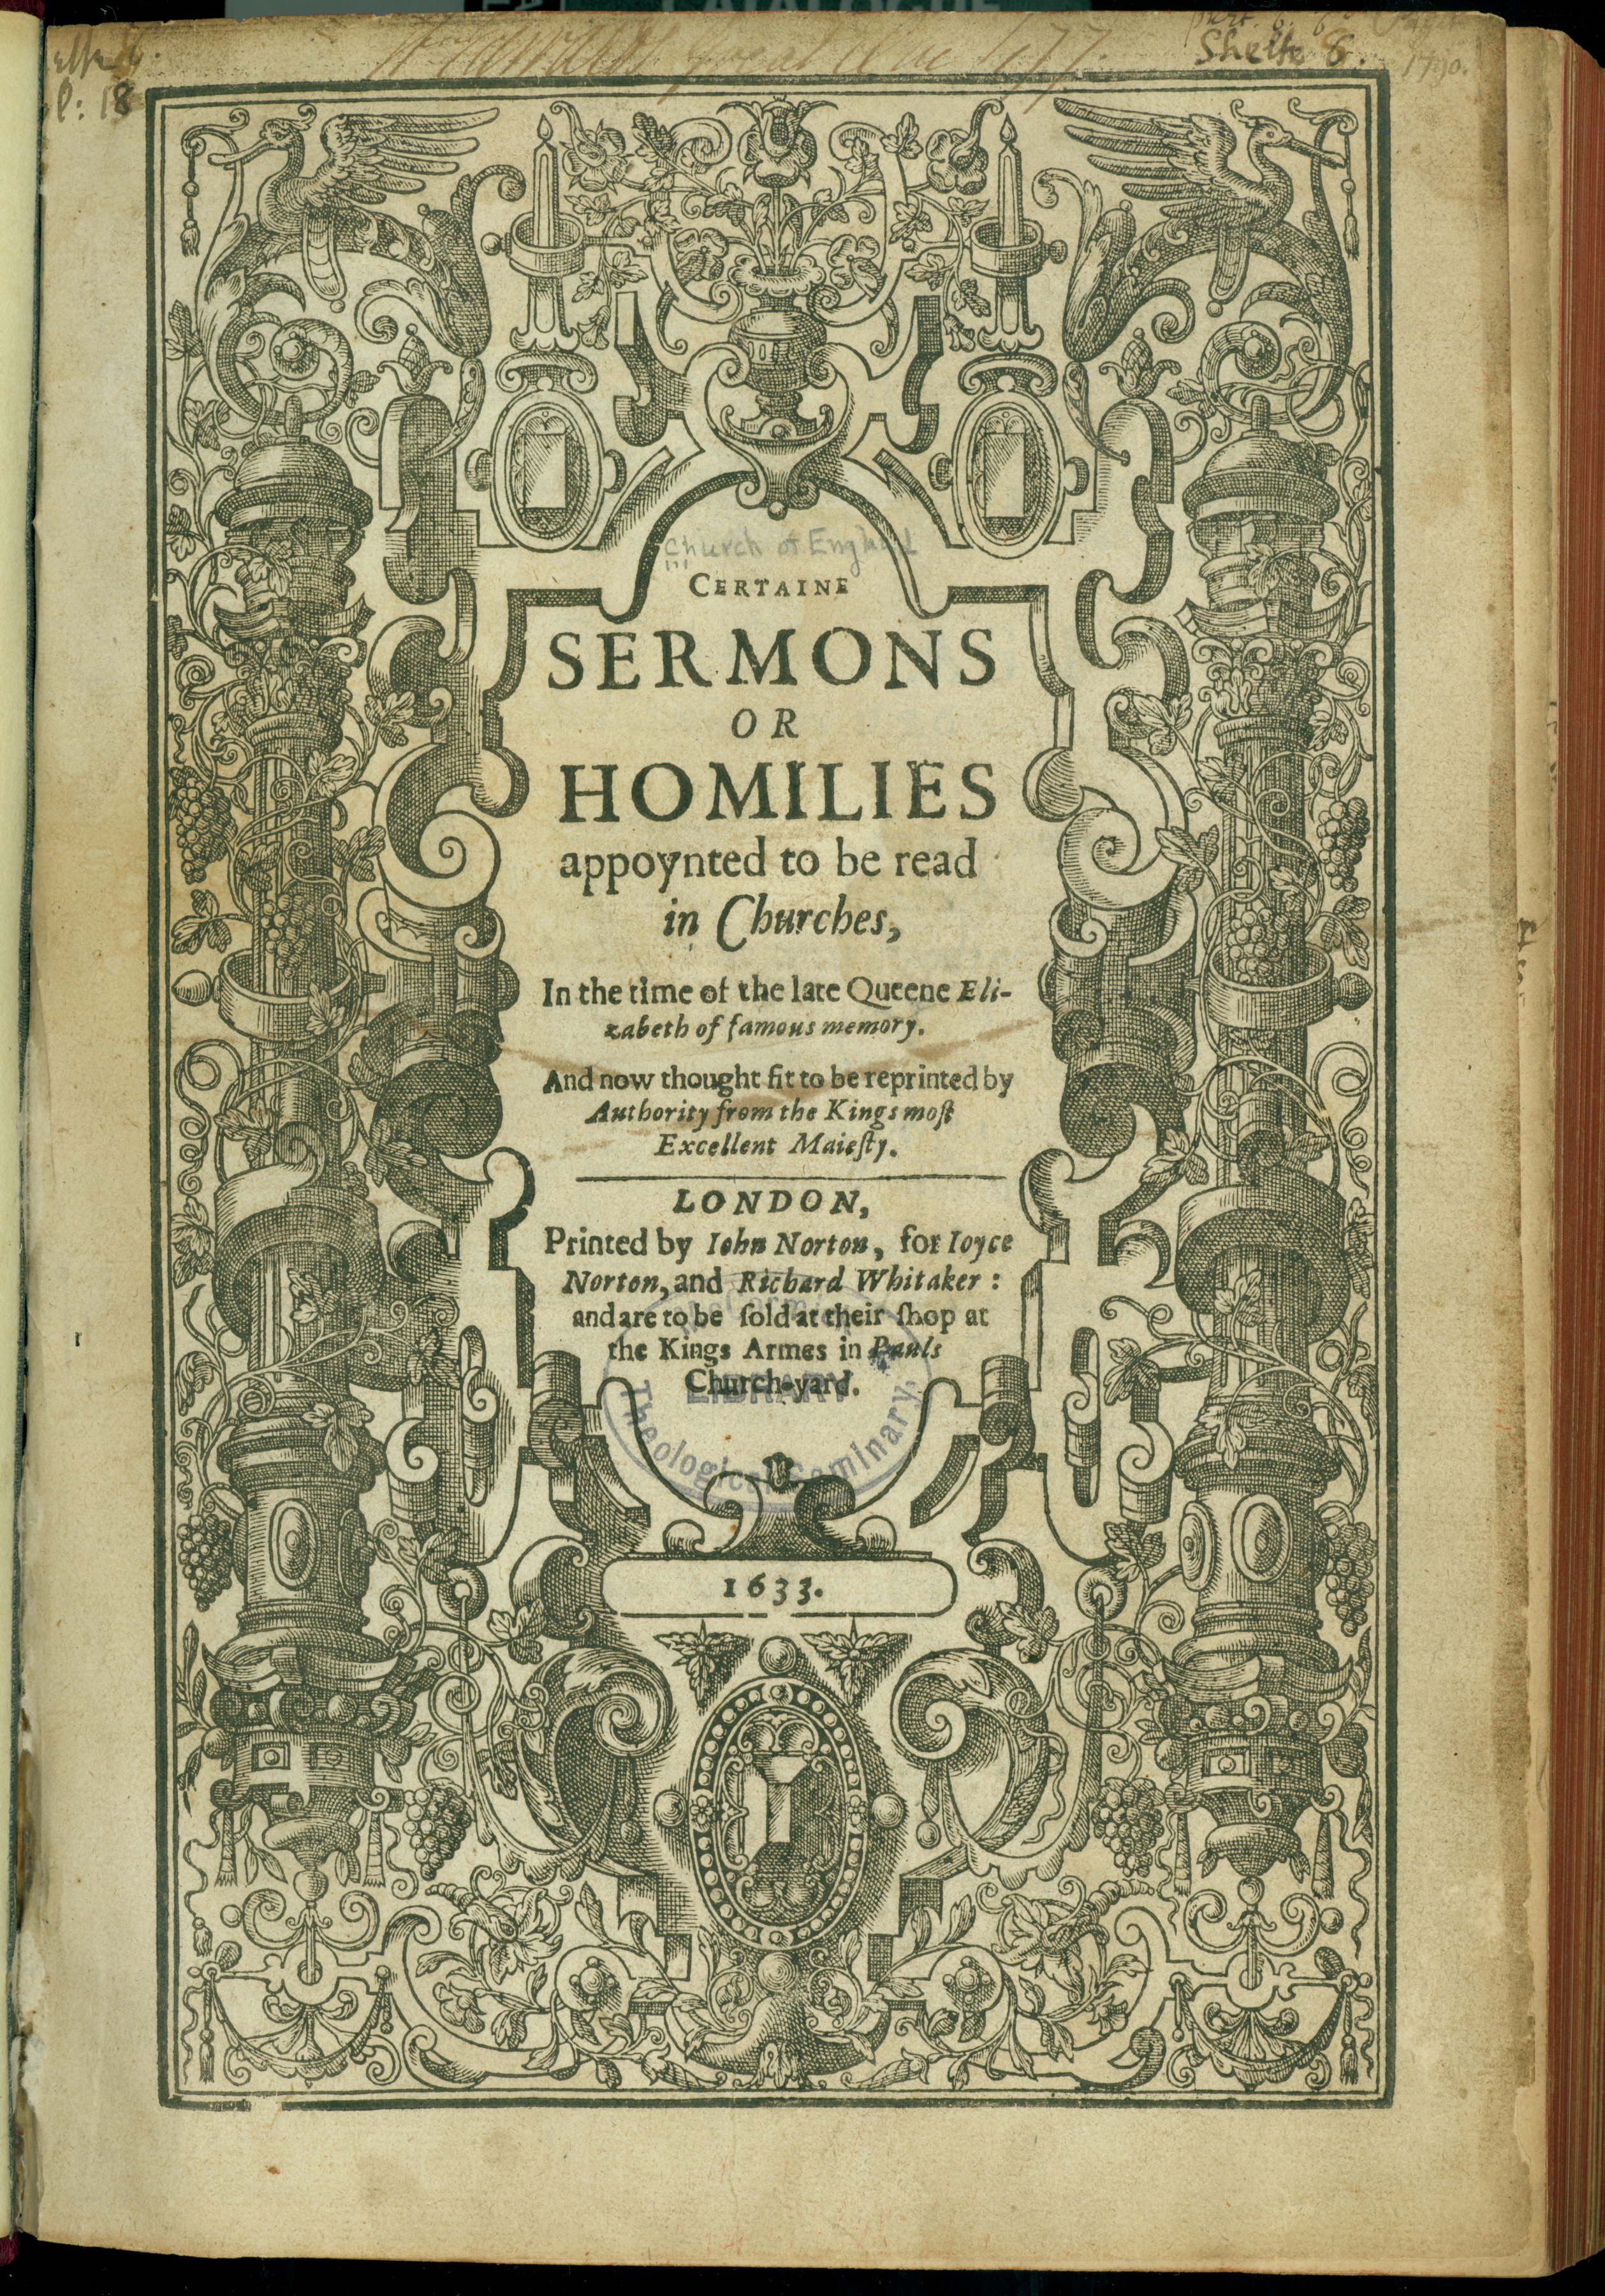 Shelfe 8.
1790.
l: 18
Church of England
CERTAINE
SERMONS
OR
HOMILIES
appoynted to be read
in Churches,
In the time of the late Queene Eli-
zabeth of famous memory.
And now thought fit to be reprinted by
Authority from the Kings moſt
Excellent Maieſty.
LONDON,
Printed by Iohn Norton, for Ioyce
Norton, and Richard Whitaker:
and are to be ſold at their ſhop at
the Kings Armes in Pauls
Church-yard.
LIBRARY
Theological Seminary,
1633.